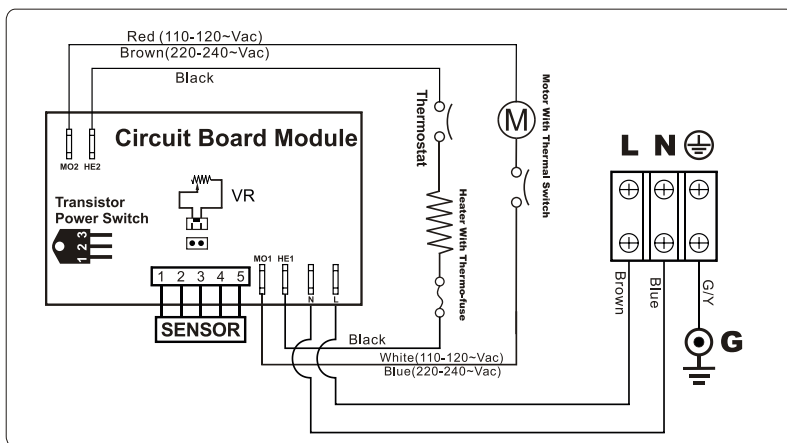 Red (110-120~Vac)
Brown(220-240~Vac)
Black
Circuit Board Module
MO2 HE2
VR
Transistor
Power Switch
1 2 3
MO1 HE1
N L
1 2 3 4 5
SENSOR
Thermostat
Heater With Thermo-fuse
M
Motor With Thermal Switch
Black
White(110-120~Vac)
Blue(220-240~Vac)
L N
Brown
Blue
G/Y
G